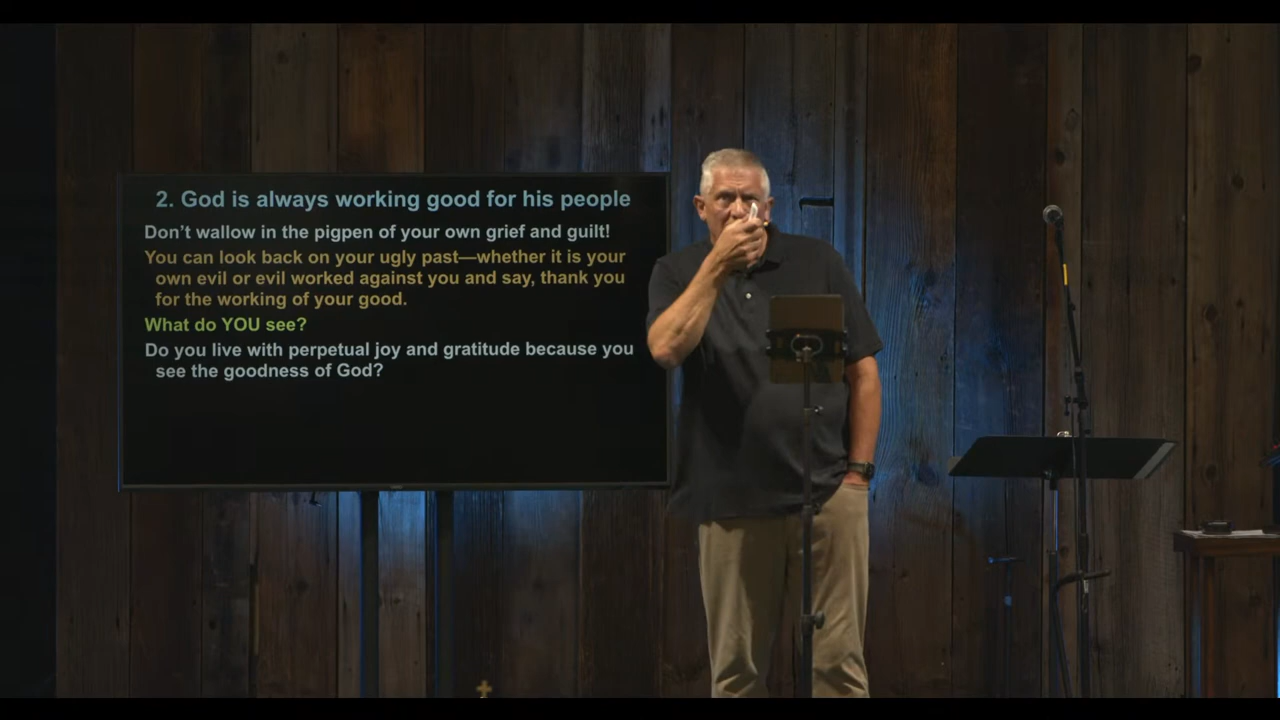 2. God is always working good for his people
Don't wallow in the pigpen of your own grief and guilt!
You can look back on your ugly past—whether it is your
own evil or evil worked against you and say, thank you
for the working of your good.
What do YOU see?
Do you live with perpetual joy and gratitude because you
see the goodness of God?